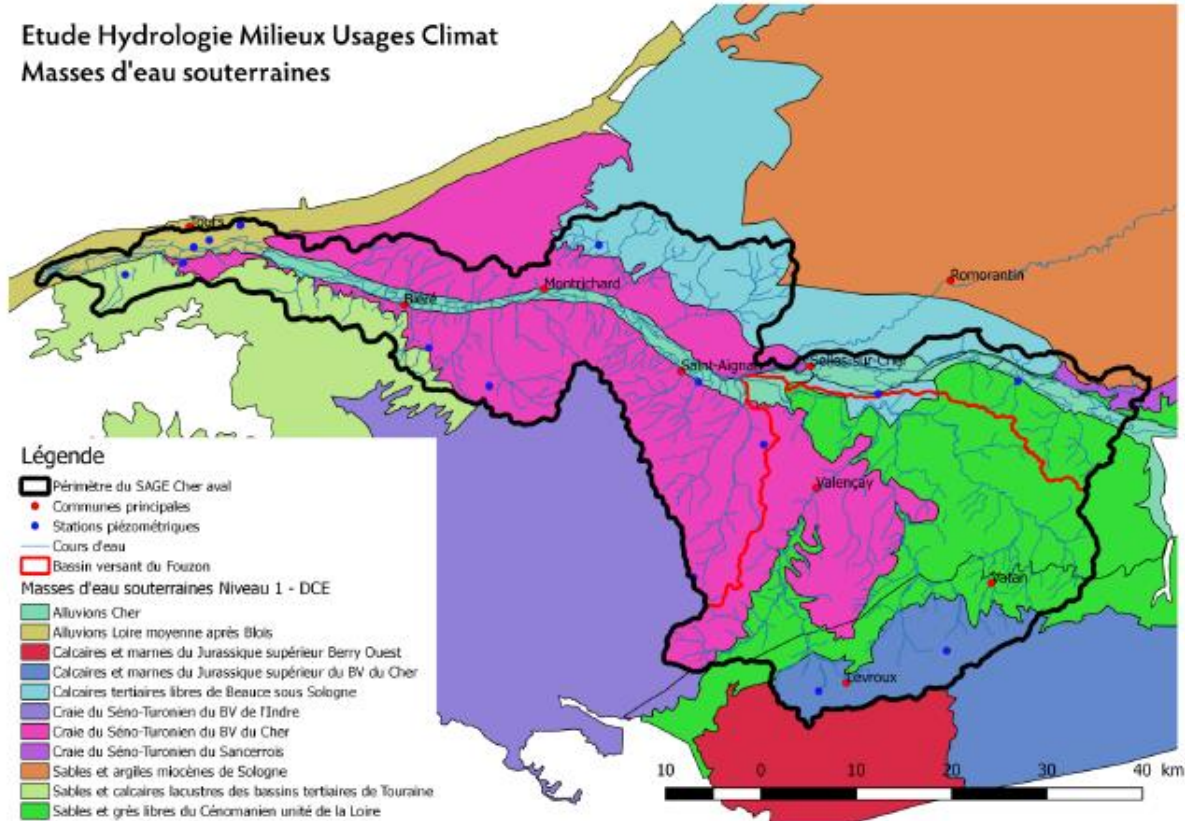 Etude Hydrologie Milieux Usages Climat
Masses d'eau souterraines
Tours
Romorantin
Montrichard
Bléré
Selles-sur-Cher
Saint-Aignan
Valençay
Vatan
Levroux
Légende
Périmètre du SAGE Cher aval
Communes principales
Stations piézométriques
Cours d'eau
Bassin versant du Fouzon
Masses d'eau souterraines Niveau 1 - DCE
Alluvions Cher
Alluvions Loire moyenne après Blois
Calcaires et marnes du Jurassique supérieur Berry Ouest
Calcaires et marnes du Jurassique supérieur du BV du Cher
Calcaires tertiaires libres de Beauce sous Sologne
Craie du Séno-Turonien du BV de l'Indre
Craie du Séno-Turonien du BV du Cher
Craie du Séno-Turonien du Sancerrois
Sables et argiles miocènes de Sologne
Sables et calcaires lacustres des bassins tertiaires de Touraine
Sables et grès libres du Cénomanien unité de la Loire
10 0 10 20 30 40 km